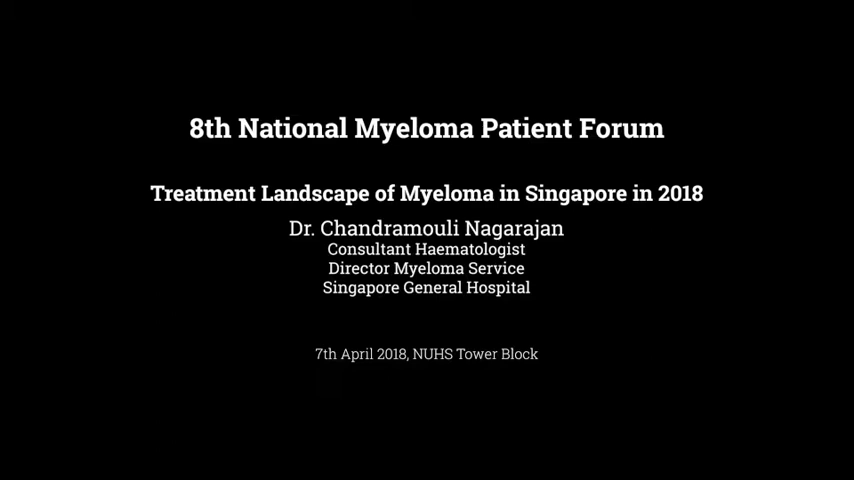 8th National Myeloma Patient Forum
Treatment Landscape of Myeloma in Singapore in 2018
Dr. Chandramouli Nagarajan
Consultant Haematologist
Director Myeloma Service
Singapore General Hospital
7th April 2018, NUHS Tower Block